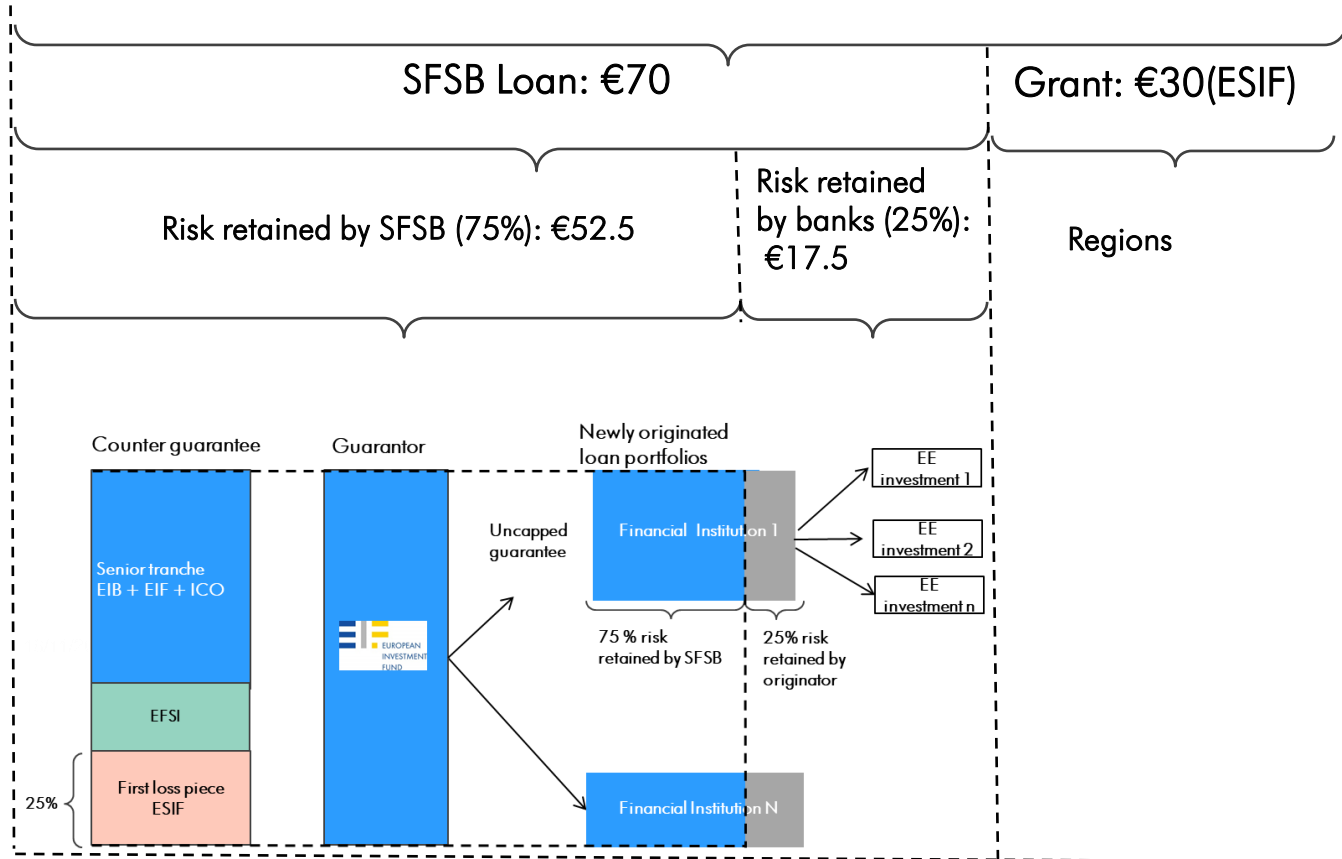 SFSB Loan: €70
Grant: €30(ESIF)
Risk retained by SFSB (75%): €52.5
Risk retained
by banks (25%):
€17.5
Regions
Counter guarantee
Guarantor
Newly originated
loan portfolios
Senior tranche
EIB + EIF + ICO
EFSI
First loss piece
ESIF
25%
EUROPEAN
INVESTMENT
FUND
Uncapped
guarantee
Financial Institution 1
75 % risk
retained by SFSB
25% risk
retained by
originator
EE
investment 1
EE
investment 2
EE
investment n
Financial Institution N